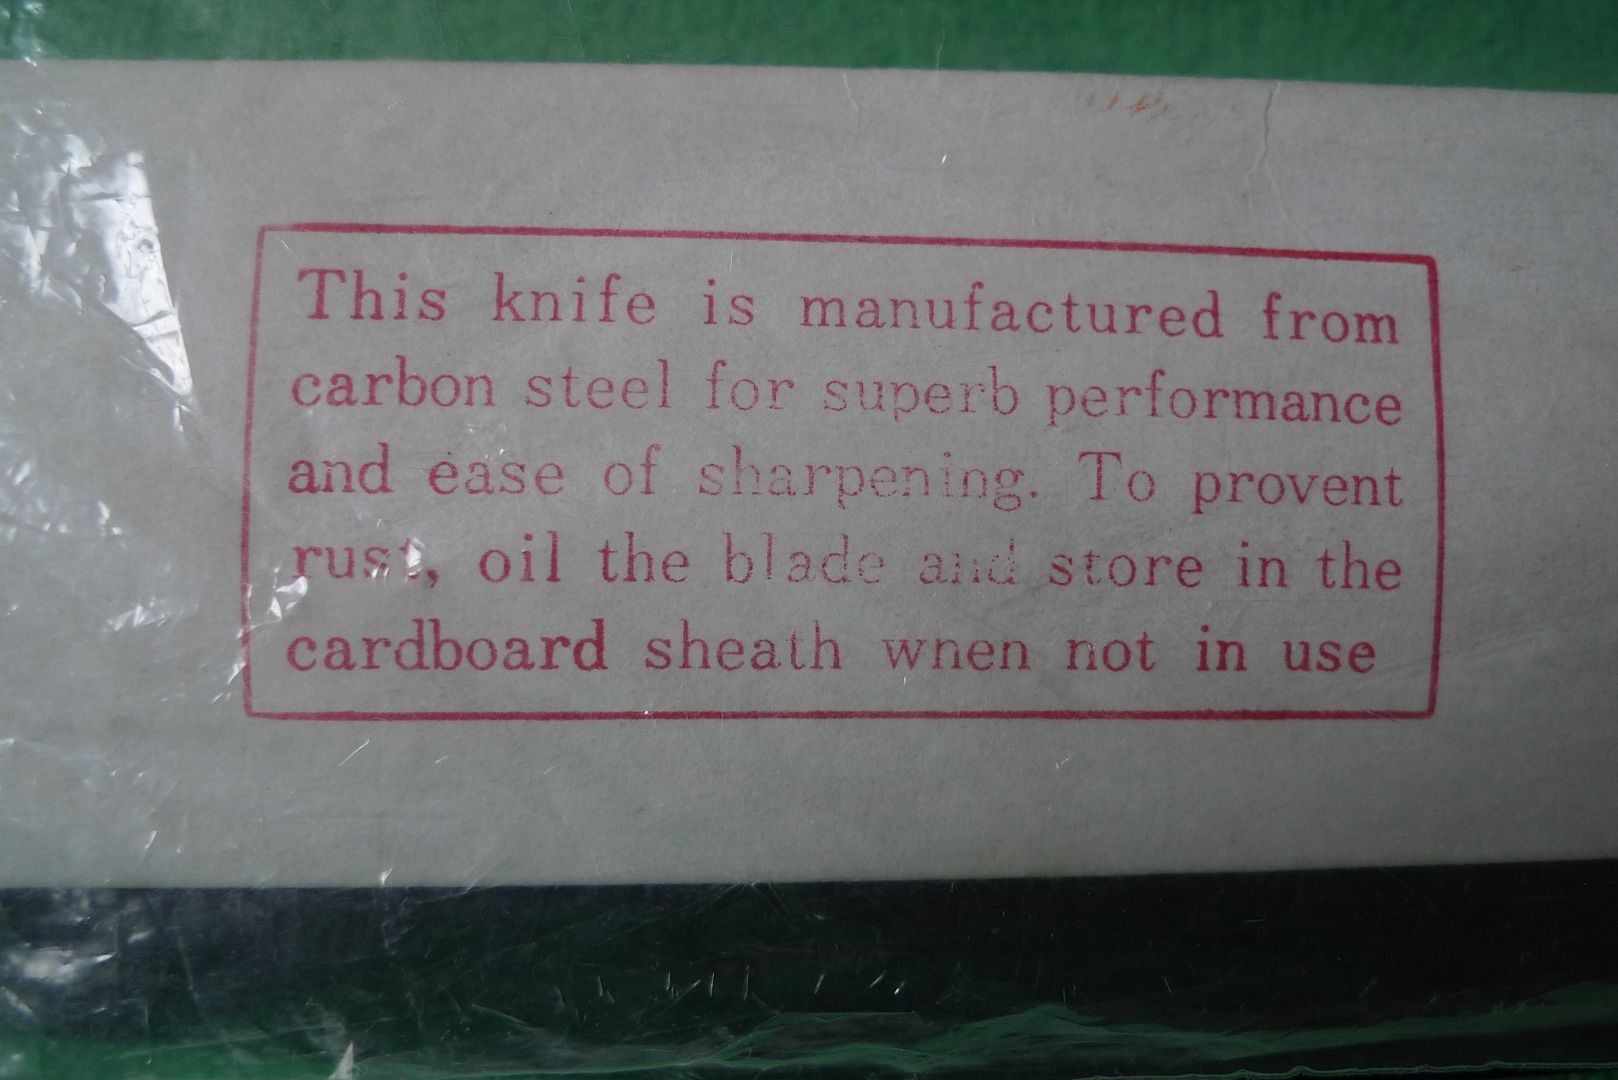 This knife is manufactured from
carbon steel for superb performance
and ease of sharpening. To provent
rust, oil the blade and store in the
cardboard sheath wnen not in use